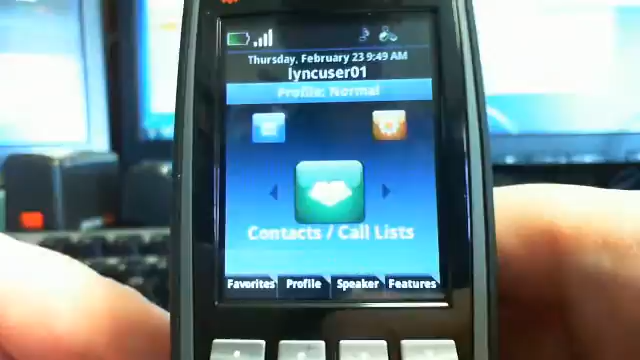 Thursday, February 23 9:49 AM
lyncuser01
Profile: Normal
Contacts / Call Lists
Favorites Profile Speaker Features